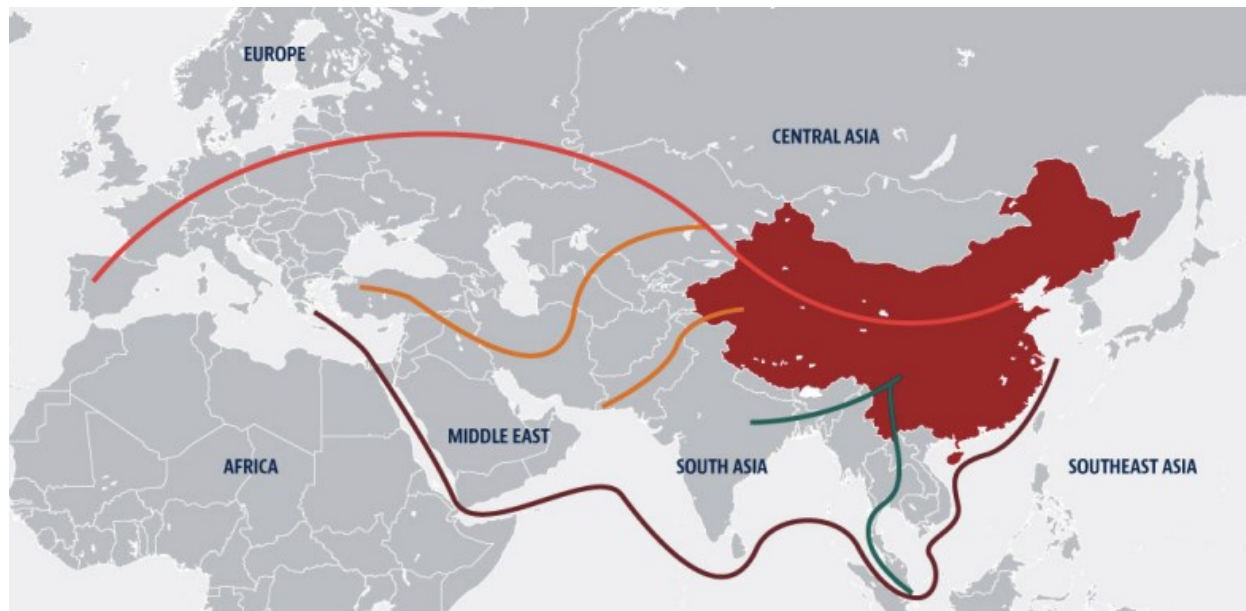 EUROPE
CENTRAL ASIA
MIDDLE EAST
AFRICA
SOUTH ASIA
SOUTHEAST ASIA